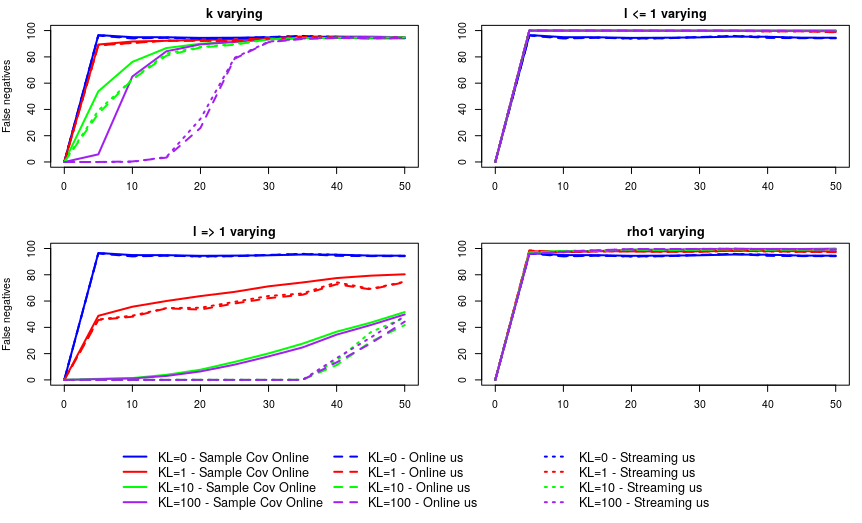 k varying
l <= 1 varying
False negatives
0 20 40 60 80 100
0 10 20 30 40 50
0 20 40 60 80 100
0 10 20 30 40 50
l => 1 varying
rho1 varying
False negatives
0 20 40 60 80 100
0 10 20 30 40 50
0 20 40 60 80 100
0 10 20 30 40 50
KL=0 - Sample Cov Online KL=0 - Online us KL=0 - Streaming us
KL=1 - Sample Cov Online KL=1 - Online us KL=1 - Streaming us
KL=10 - Sample Cov Online KL=10 - Online us KL=10 - Streaming us
KL=100 - Sample Cov Online KL=100 - Online us KL=100 - Streaming us